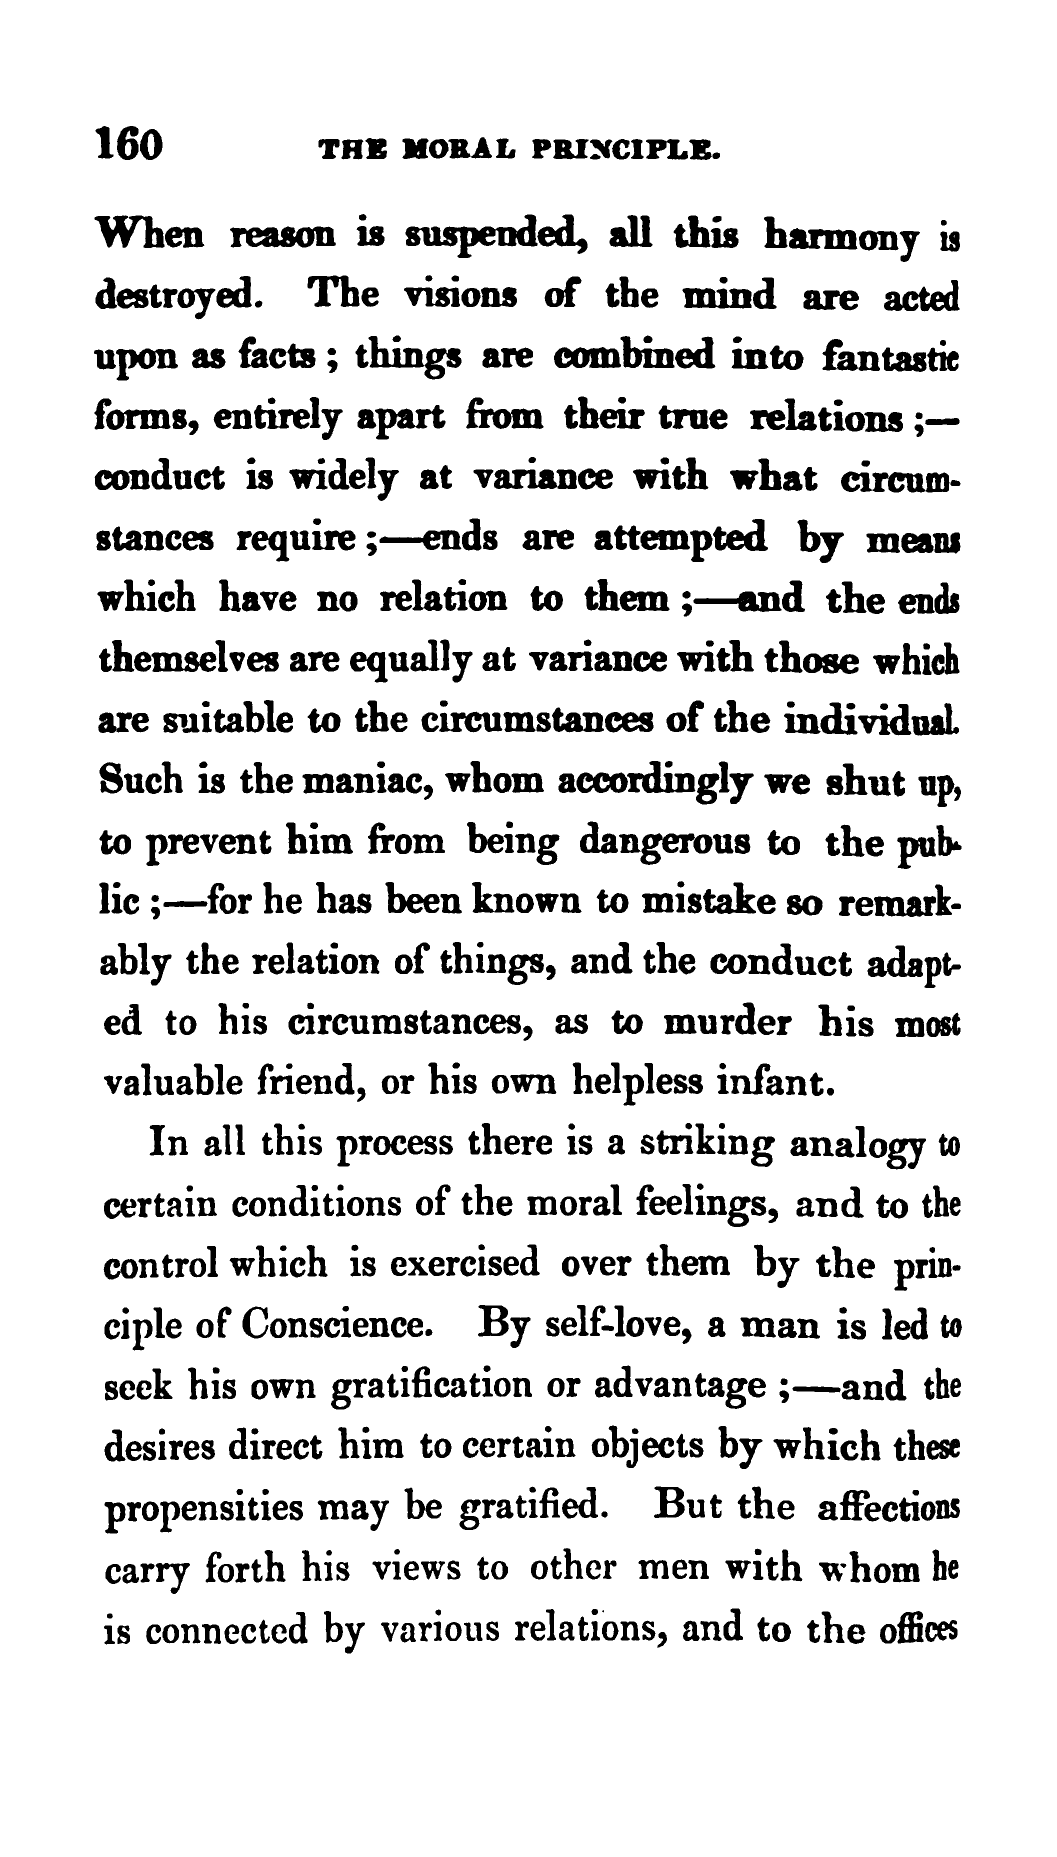 160 THE MORAL PRINCIPLE.
When reason is suspended, all this harmony is
destroyed. The visions of the mind are acted
upon as facts ; things are combined into fantastic
forms, entirely apart from their true relations ;—
conduct is widely at variance with what circum-
stances require ;—ends are attempted by means
which have no relation to them ;—and the ends
themselves are equally at variance with those which
are suitable to the circumstances of the individual.
Such is the maniac, whom accordingly we shut up,
to prevent him from being dangerous to the pub-
lic ;—for he has been known to mistake so remark-
ably the relation of things, and the conduct adapt-
ed to his circumstances, as to murder his most
valuable friend, or his own helpless infant.
In all this process there is a striking analogy to
certain conditions of the moral feelings, and to the
control which is exercised over them by the prin-
ciple of Conscience. By self-love, a man is led to
seek his own gratification or advantage ;—and the
desires direct him to certain objects by which these
propensities may be gratified. But the affections
carry forth his views to other men with whom he
is connected by various relations, and to the offices